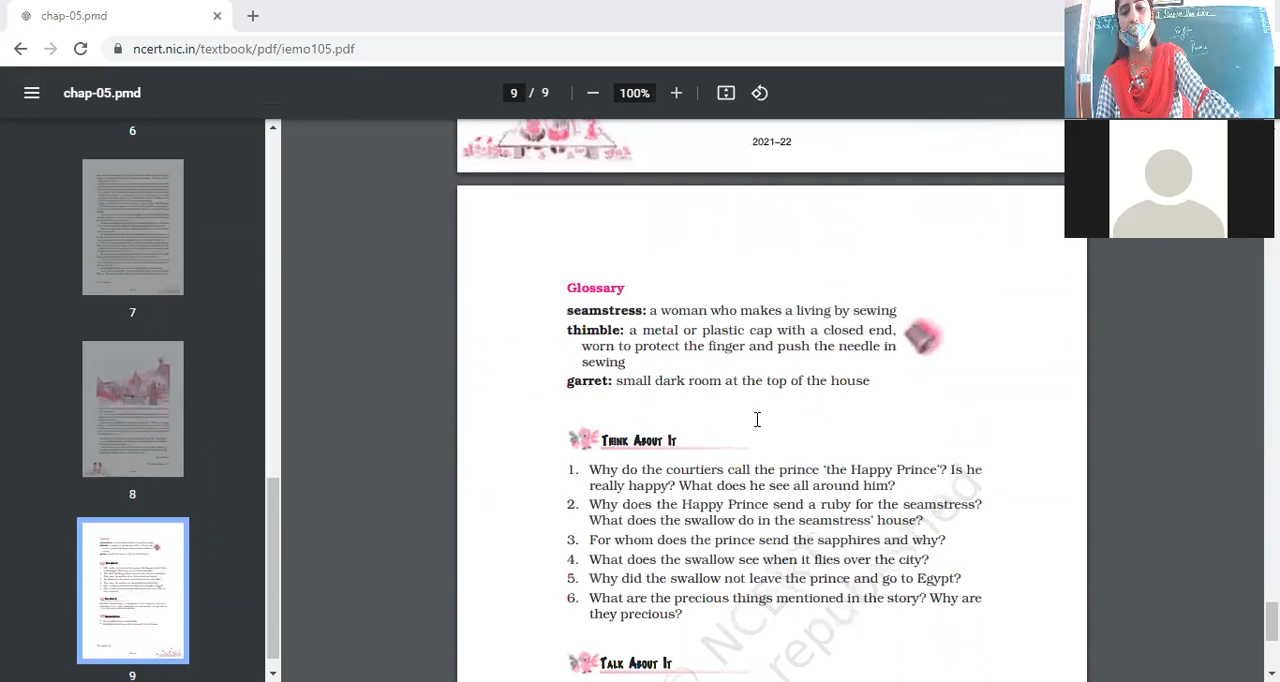 chap-05.pmd
ncert.nic.in/textbook/pdf/iemo105.pdf
chap-05.pmd
9 / 9
100%
6
7
8
9
2021–22
Glossary
seamstress: a woman who makes a living by sewing
thimble: a metal or plastic cap with a closed end,
worn to protect the finger and push the needle in
sewing
garret: small dark room at the top of the house
THINK ABOUT IT
1. Why do the courtiers call the prince ‘the Happy Prince’? Is he
really happy? What does he see all around him?
2. Why does the Happy Prince send a ruby for the seamstress?
What does the swallow do in the seamstress’ house?
3. For whom does the prince send the sapphires and why?
4. What does the swallow see when it flies over the city?
5. Why did the swallow not leave the prince and go to Egypt?
6. What are the precious things mentioned in the story? Why are
they precious?
TALK ABOUT IT